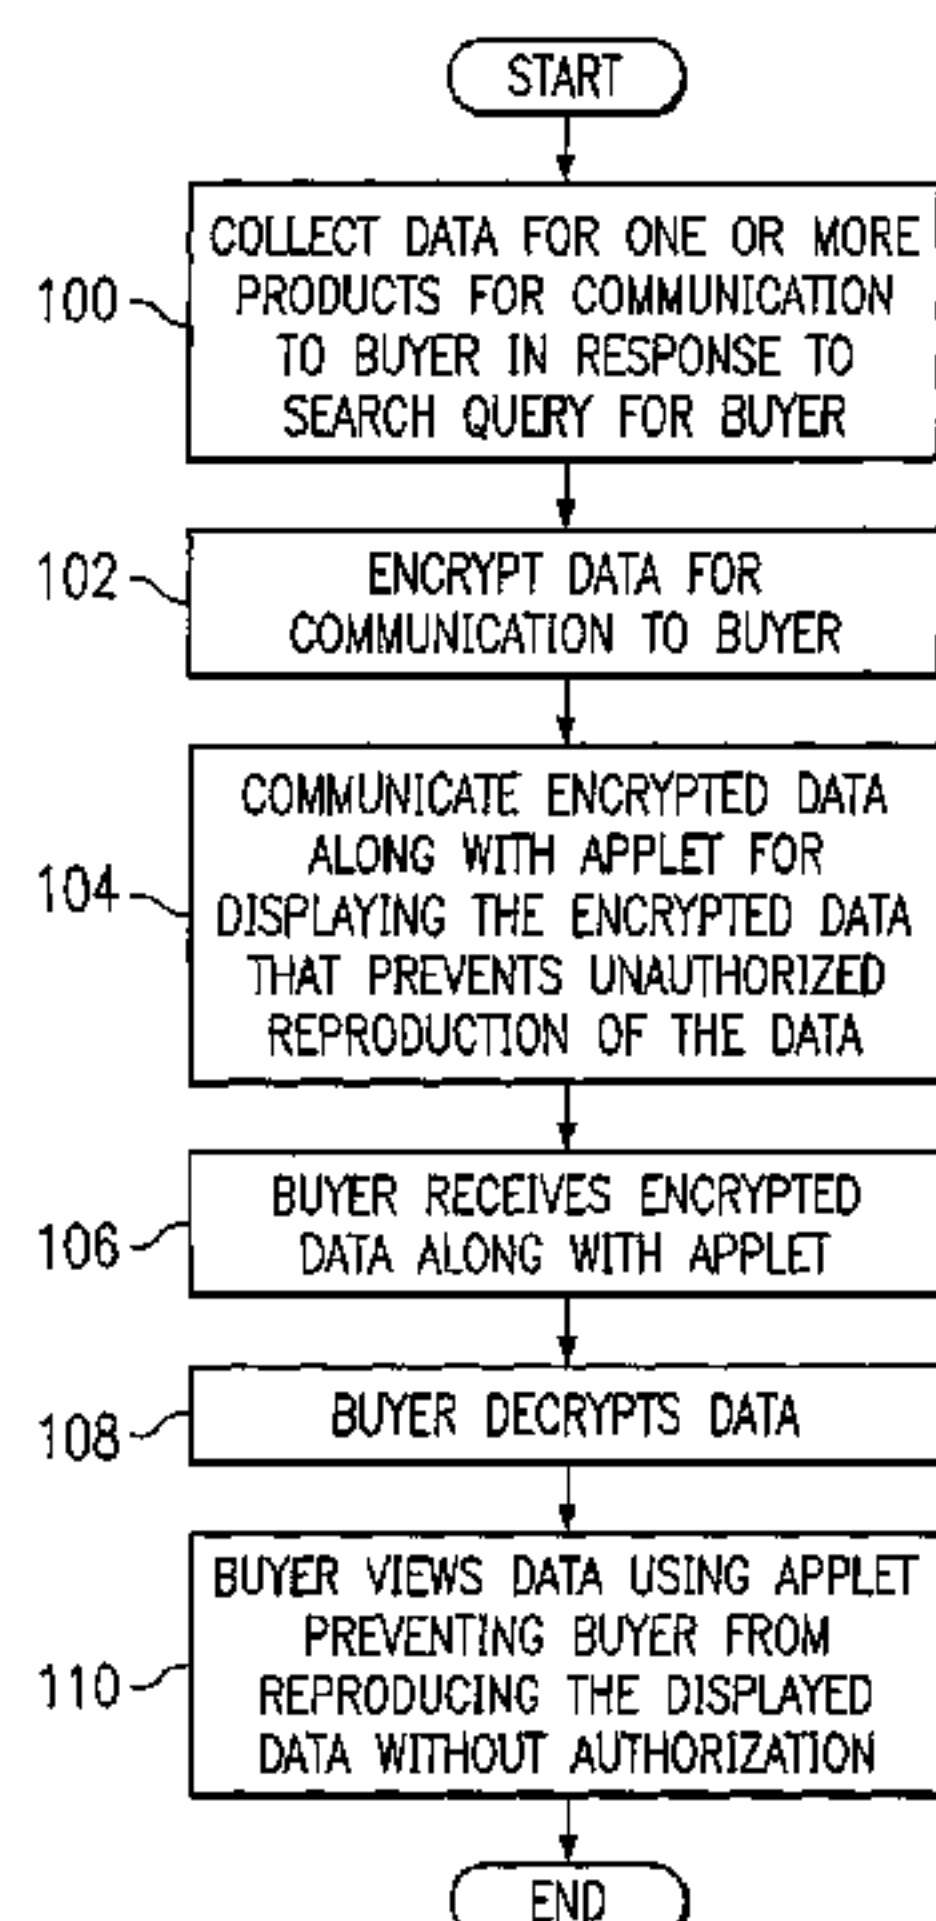 START
100
COLLECT DATA FOR ONE OR MORE
PRODUCTS FOR COMMUNICATION
TO BUYER IN RESPONSE TO
SEARCH QUERY FOR BUYER
102
ENCRYPT DATA FOR
COMMUNICATION TO BUYER
104
COMMUNICATE ENCRYPTED DATA
ALONG WITH APPLET FOR
DISPLAYING THE ENCRYPTED DATA
THAT PREVENTS UNAUTHORIZED
REPRODUCTION OF THE DATA
106
BUYER RECEIVES ENCRYPTED
DATA ALONG WITH APPLET
108
BUYER DECRYPTS DATA
110
BUYER VIEWS DATA USING APPLET
PREVENTING BUYER FROM
REPRODUCING THE DISPLAYED
DATA WITHOUT AUTHORIZATION
END